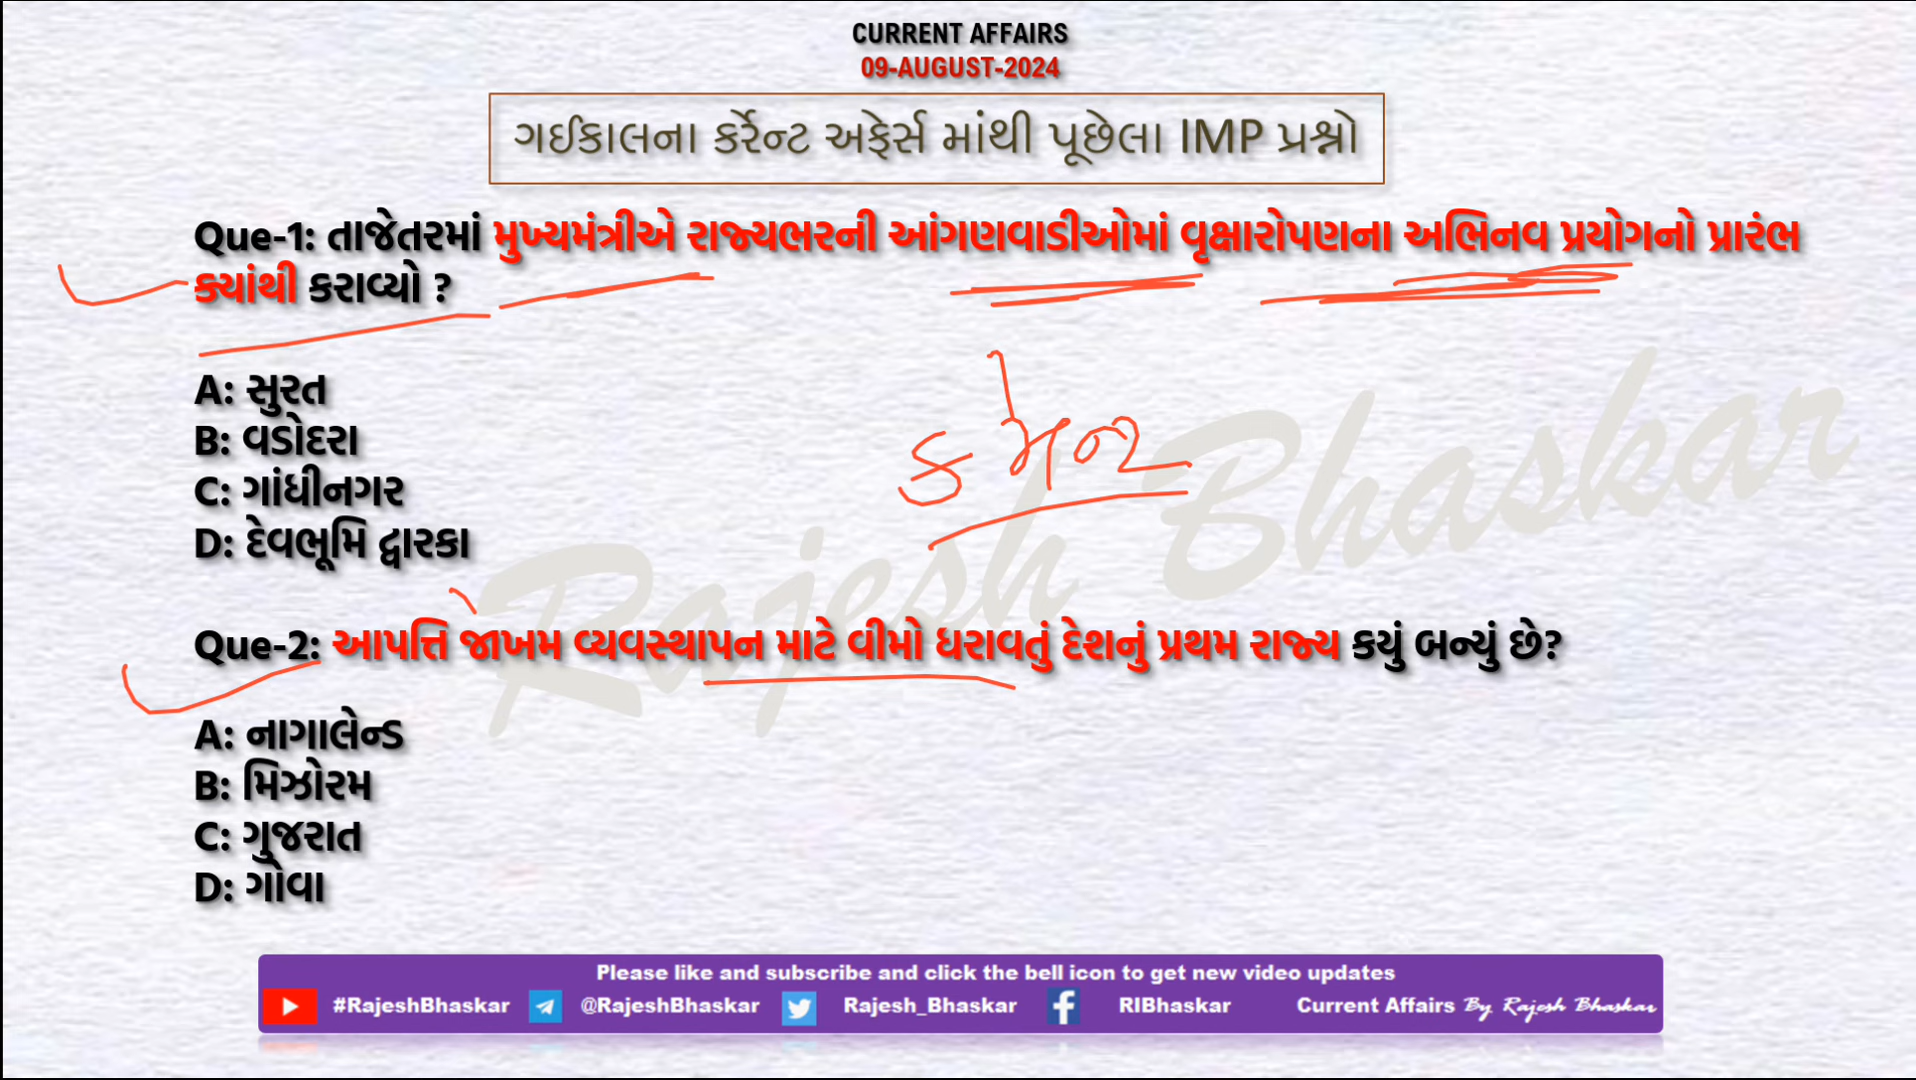 CURRENT AFFAIRS
09-AUGUST-2024
ગઈકાલના કર્રેન્ટ અફેર્સ માંથી પૂછેલા IMP પ્રશ્નો
Que-1: તાજેતરમાં મુખ્યમંત્રીએ રાજ્યભરની આંગણવાડીઓમાં વૃક્ષારોપણના અભિનવ પ્રયોગનો પ્રારંભ
ક્યાંથી કરાવ્યો ?
A: સુરત
B: વડોદરા
C: ગાંધીનગર
D: દેવભૂમિ દ્વારકા
Rajesh Bhaskar
Que-2: આપત્તિ જાખમ વ્યવસ્થાપન માટે વીમો ધરાવતું દેશનું પ્રથમ રાજ્ય કયું બન્યું છે?
A: નાગાલેન્ડ
B: મિઝોરમ
C: ગુજરાત
D: ગોવા
Please like and subscribe and click the bell icon to get new video updates
#RajeshBhaskar @RajeshBhaskar Rajesh_Bhaskar RIBhaskar Current Affairs By Rajesh Bhaskar